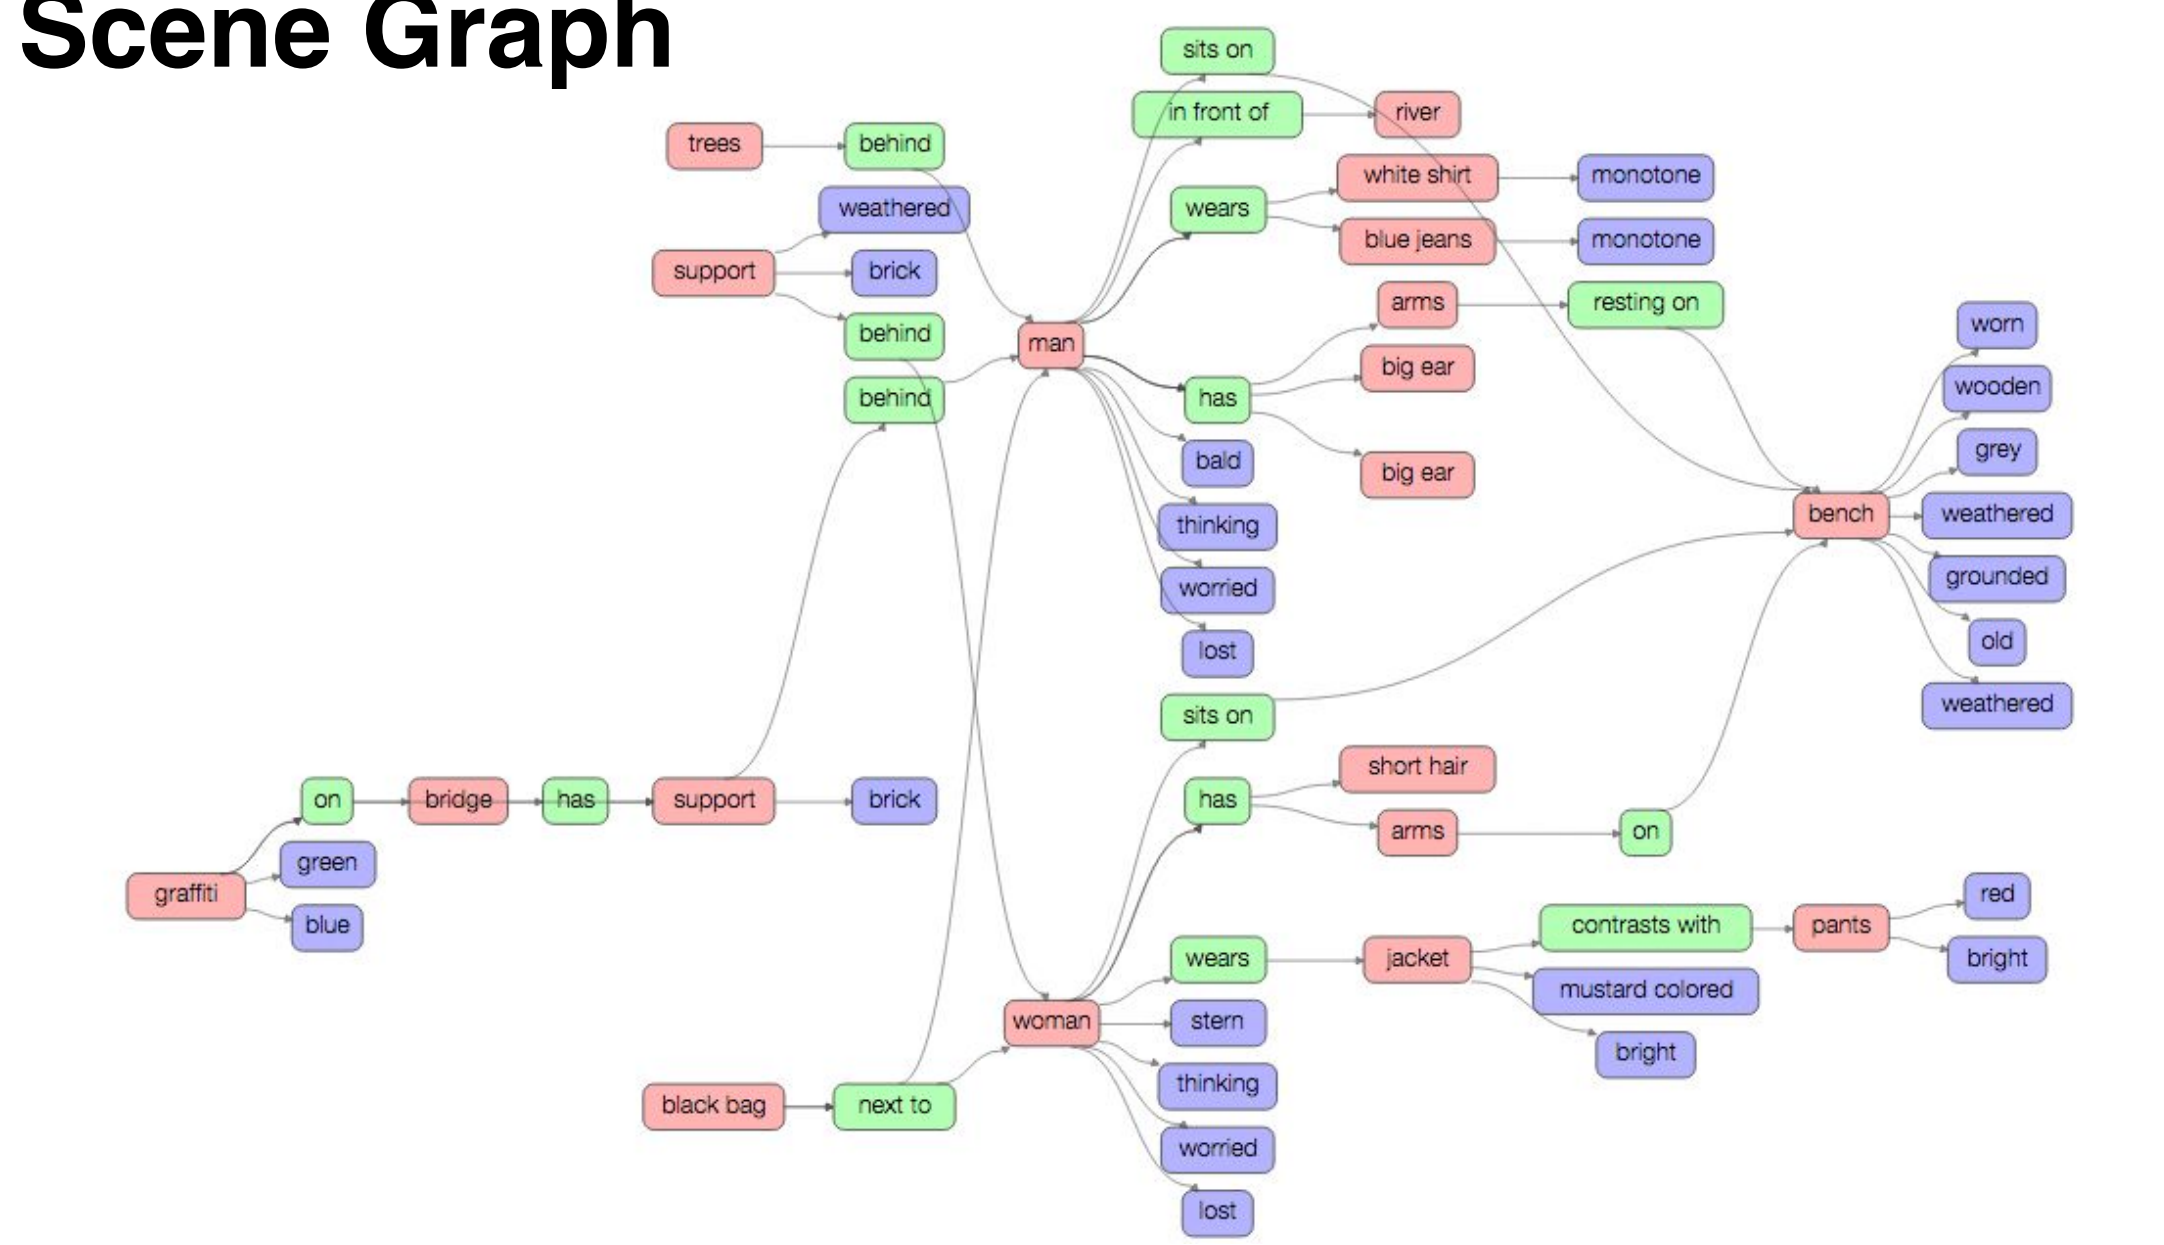 Scene Graph
sits on
in front of
river
trees
behind
white shirt
monotone
weathered
wears
blue jeans
monotone
support
brick
arms
resting on
behind
man
worn
big ear
wooden
behind
has
bald
grey
big ear
thinking
bench
weathered
worried
grounded
lost
old
sits on
weathered
short hair
on
bridge
has
support
brick
has
arms
on
green
graffiti
red
blue
contrasts with
pants
wears
jacket
bright
mustard colored
woman
stern
bright
thinking
black bag
next to
worried
lost